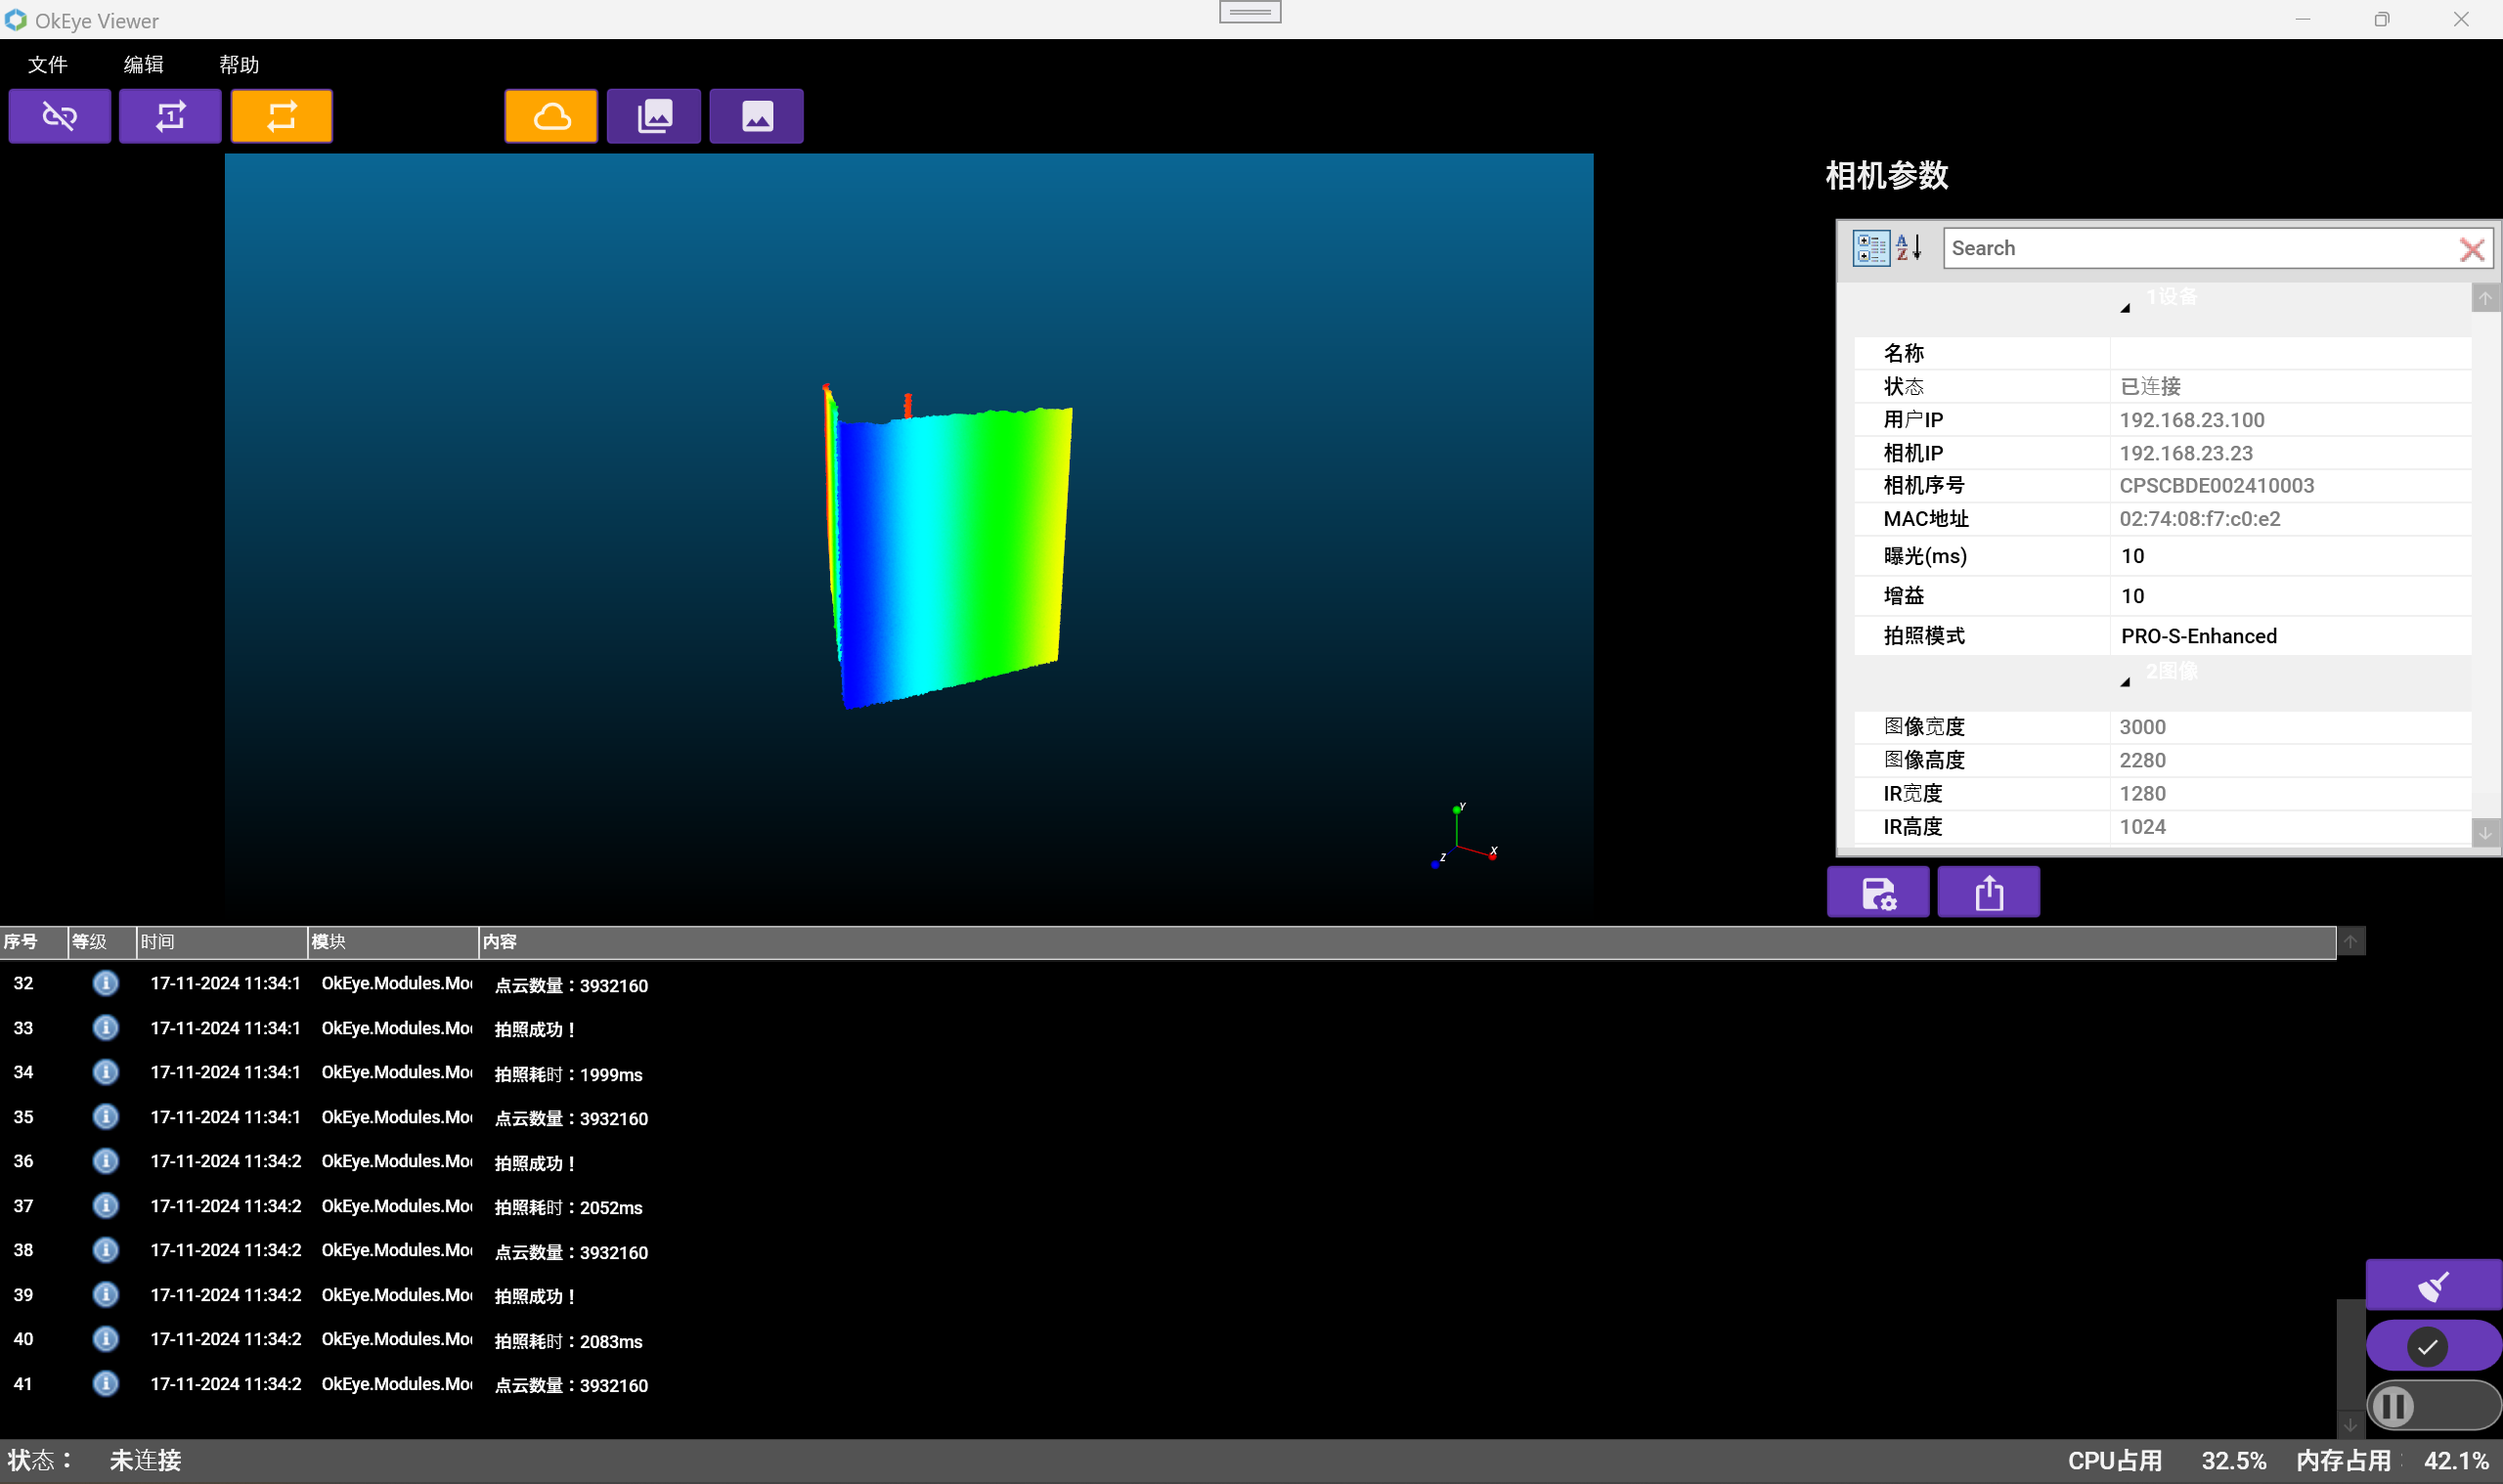 OkEye Viewer
文件 编辑 帮助
相机参数
Search
1设备
名称
状态 已连接
用户IP 192.168.23.100
相机IP 192.168.23.23
相机序号 CPSCBDE002410003
MAC地址 02:74:08:f7:c0:e2
曝光(ms) 10
增益 10
拍照模式 PRO-S-Enhanced
2图像
图像宽度 3000
图像高度 2280
IR宽度 1280
IR高度 1024
Y
Z X
序号 等级 时间 模块 内容
32 17-11-2024 11:34:1 OkEye.Modules.Mo 点云数量：3932160
33 17-11-2024 11:34:1 OkEye.Modules.Mo 拍照成功！
34 17-11-2024 11:34:1 OkEye.Modules.Mo 拍照耗时：1999ms
35 17-11-2024 11:34:1 OkEye.Modules.Mo 点云数量：3932160
36 17-11-2024 11:34:2 OkEye.Modules.Mo 拍照成功！
37 17-11-2024 11:34:2 OkEye.Modules.Mo 拍照耗时：2052ms
38 17-11-2024 11:34:2 OkEye.Modules.Mo 点云数量：3932160
39 17-11-2024 11:34:2 OkEye.Modules.Mo 拍照成功！
40 17-11-2024 11:34:2 OkEye.Modules.Mo 拍照耗时：2083ms
41 17-11-2024 11:34:2 OkEye.Modules.Mo 点云数量：3932160
状态： 未连接 CPU占用 32.5% 内存占用： 42.1%